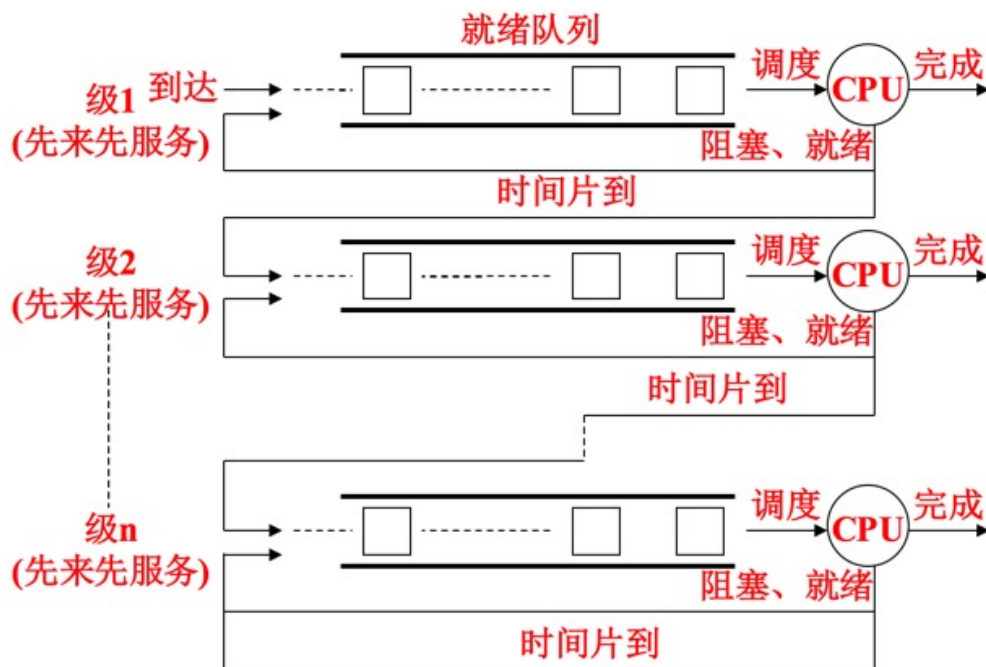 就绪队列
级1 到达
(先来先服务)
调度
CPU
完成
阻塞、就绪
时间片到
级2
(先来先服务)
调度
CPU
完成
阻塞、就绪
时间片到
级n
(先来先服务)
调度
CPU
完成
阻塞、就绪
时间片到